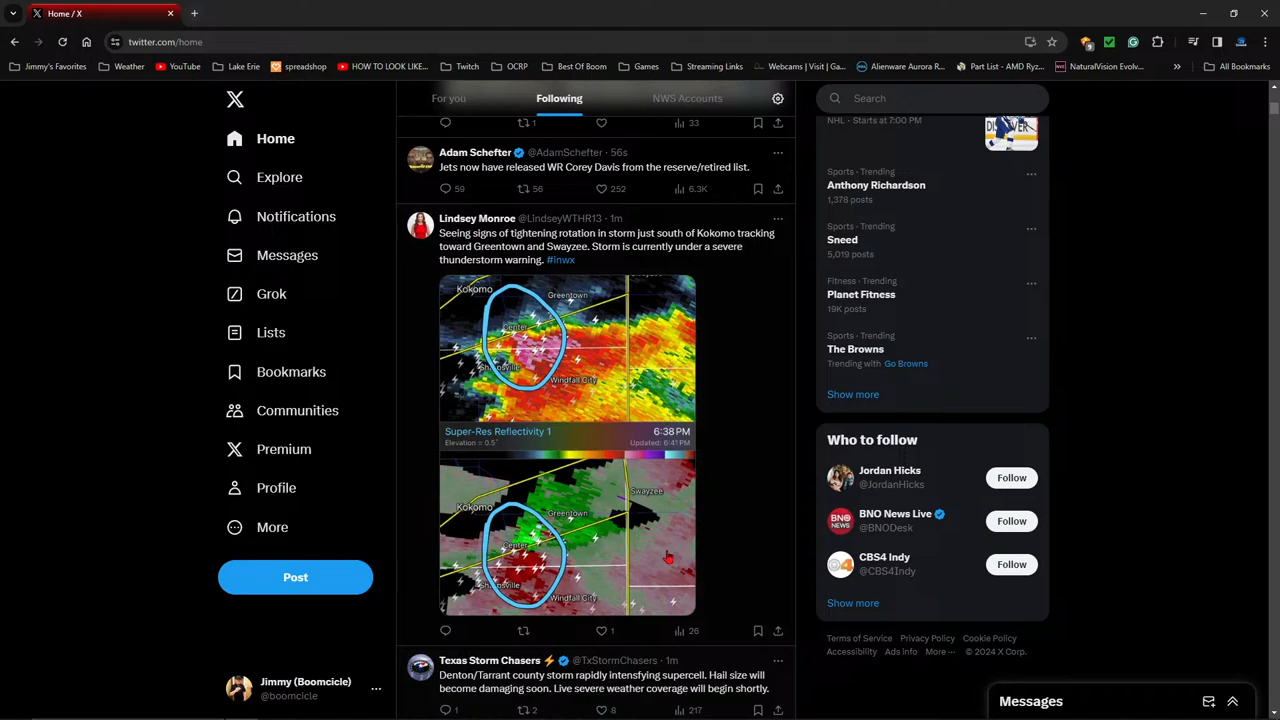 Home / X
twitter.com/home
Jimmy's Favorites
Weather
YouTube
Lake Erie
spreadshop
HOW TO LOOK LIKE...
Twitch
OCRP
Best Of Boom
Games
Streaming Links
Webcams | Visit | Ga...
Alienware Aurora R...
Part List - AMD Ryz...
NaturalVision Evolv...
»
All Bookmarks
Home
Explore
Notifications
Messages
Grok
Lists
Bookmarks
Communities
Premium
Profile
More
Post
Jimmy (Boomcicle)
@boomcicle
For you
Following
NWS Accounts
1
33
Adam Schefter @AdamSchefter · 56s
Jets now have released WR Corey Davis from the reserve/retired list.
59
56
252
6.3K
Lindsey Monroe @LindseyWTHR13 · 1m
Seeing signs of tightening rotation in storm just south of Kokomo tracking
toward Greentown and Swayzee. Storm is currently under a severe
thunderstorm warning. #inwx
Kokomo
Greentown
Center
Windfall City
Super-Res Reflectivity 1
6:38 PM
Elevation = 0.5°
Updated: 6:41 PM
Swayzee
Kokomo
Greentown
Center
Windfall City
1
26
Texas Storm Chasers @TxStormChasers · 1m
Denton/Tarrant county storm rapidly intensfying supercell. Hail size will
become damaging soon. Live severe weather coverage will begin shortly.
1
2
8
217
Search
NHL · Starts at 7:00 PM
Sports · Trending
Anthony Richardson
1,378 posts
Sports · Trending
Sneed
5,019 posts
Fitness · Trending
Planet Fitness
19K posts
Sports · Trending
The Browns
Trending with Go Browns
Show more
Who to follow
Jordan Hicks
@JordanHicks
Follow
BNO News Live
@BNODesk
Follow
CBS4 Indy
@CBS4Indy
Follow
Show more
Terms of Service Privacy Policy Cookie Policy
Accessibility Ads info More ··· © 2024 X Corp.
Messages